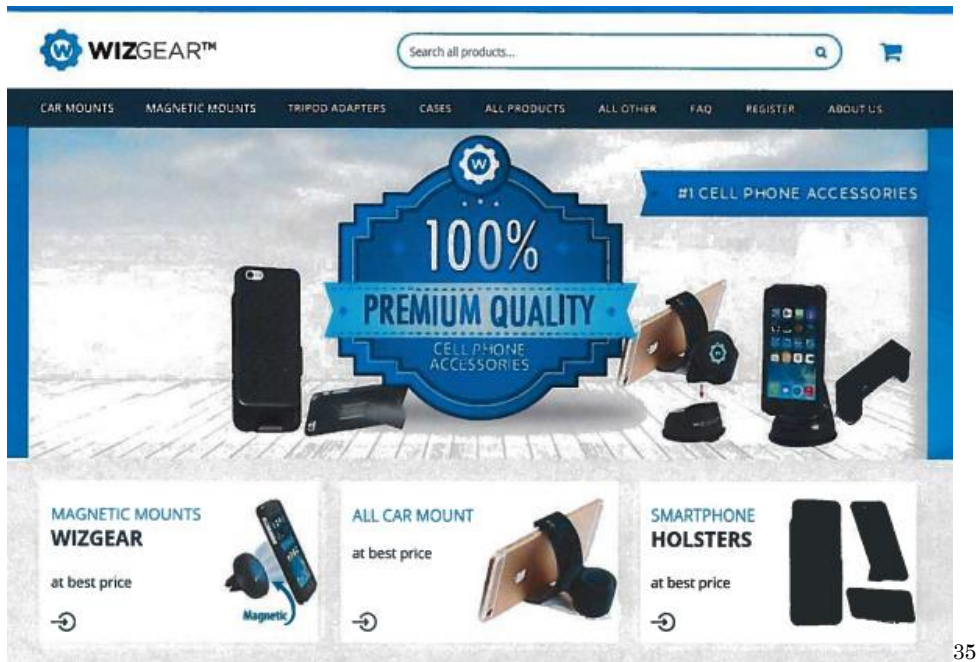 W WIZGEAR™
Search all products...
CAR MOUNTS MAGNETIC MOUNTS TRIPOD ADAPTERS CASES ALL PRODUCTS ALL OTHER FAQ REGISTER ABOUT US
W
#1 CELL PHONE ACCESSORIES
100%
PREMIUM QUALITY
CELL PHONE
ACCESSORIES
MAGNETIC MOUNTS
WIZGEAR
at best price
Magnetic
ALL CAR MOUNT
at best price
SMARTPHONE
HOLSTERS
at best price
35